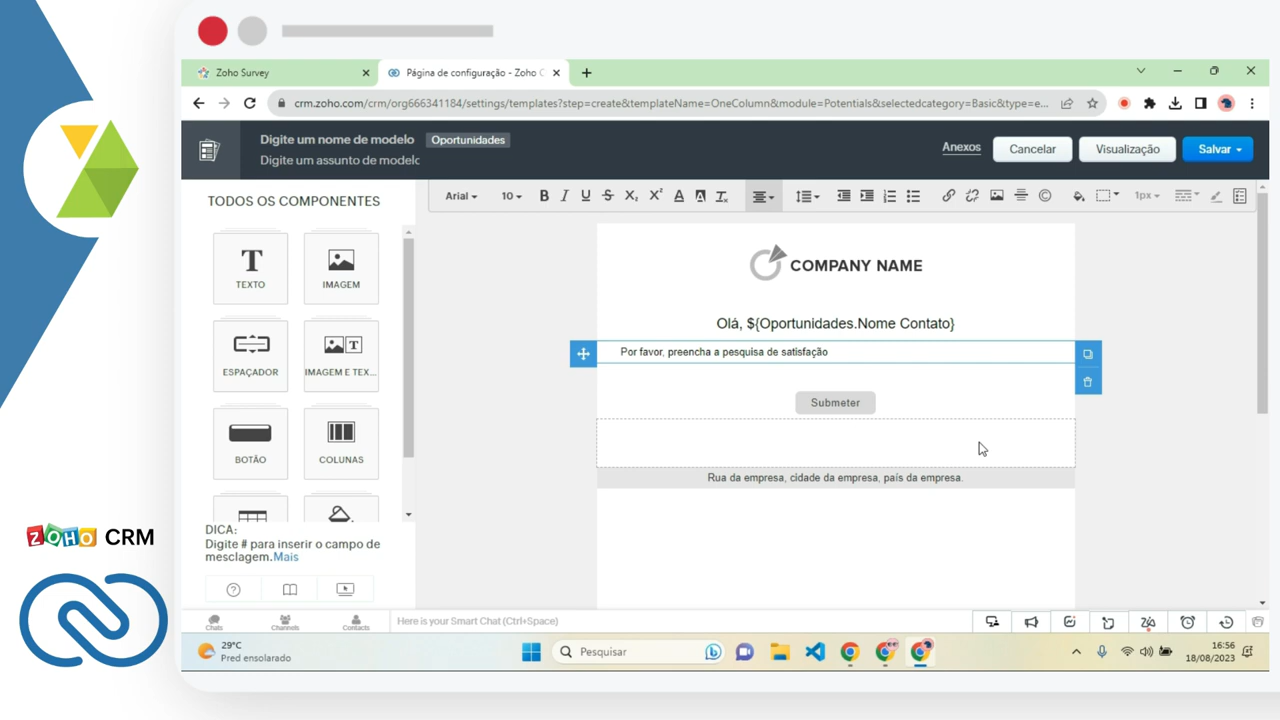 Zoho Survey
Página de configuração - Zoho C
crm.zoho.com/crm/org666341184/settings/templates?step=create&templateName=OneColumn&module=Potentials&selectedcategory=Basic&type=e...
Digite um nome de modelo
Oportunidades
Digite um assunto de modelo
Anexos
Cancelar
Visualização
Salvar
TODOS OS COMPONENTES
Arial
10
B I U S X₂ X² A A Ix
1px
T
TEXTO
IMAGEM
ESPAÇADOR
T
IMAGEM E TEX...
BOTÃO
COLUNAS
DICA:
Digite # para inserir o campo de
mesclagem.Mais
COMPANY NAME
Olá, ${Oportunidades.Nome Contato}
Por favor, preencha a pesquisa de satisfação
Submeter
Rua da empresa, cidade da empresa, país da empresa.
ZOHO CRM
Chats
Channels
Contacts
Here is your Smart Chat (Ctrl+Space)
29°C
Pred ensolarado
Pesquisar
16:56
18/08/2023